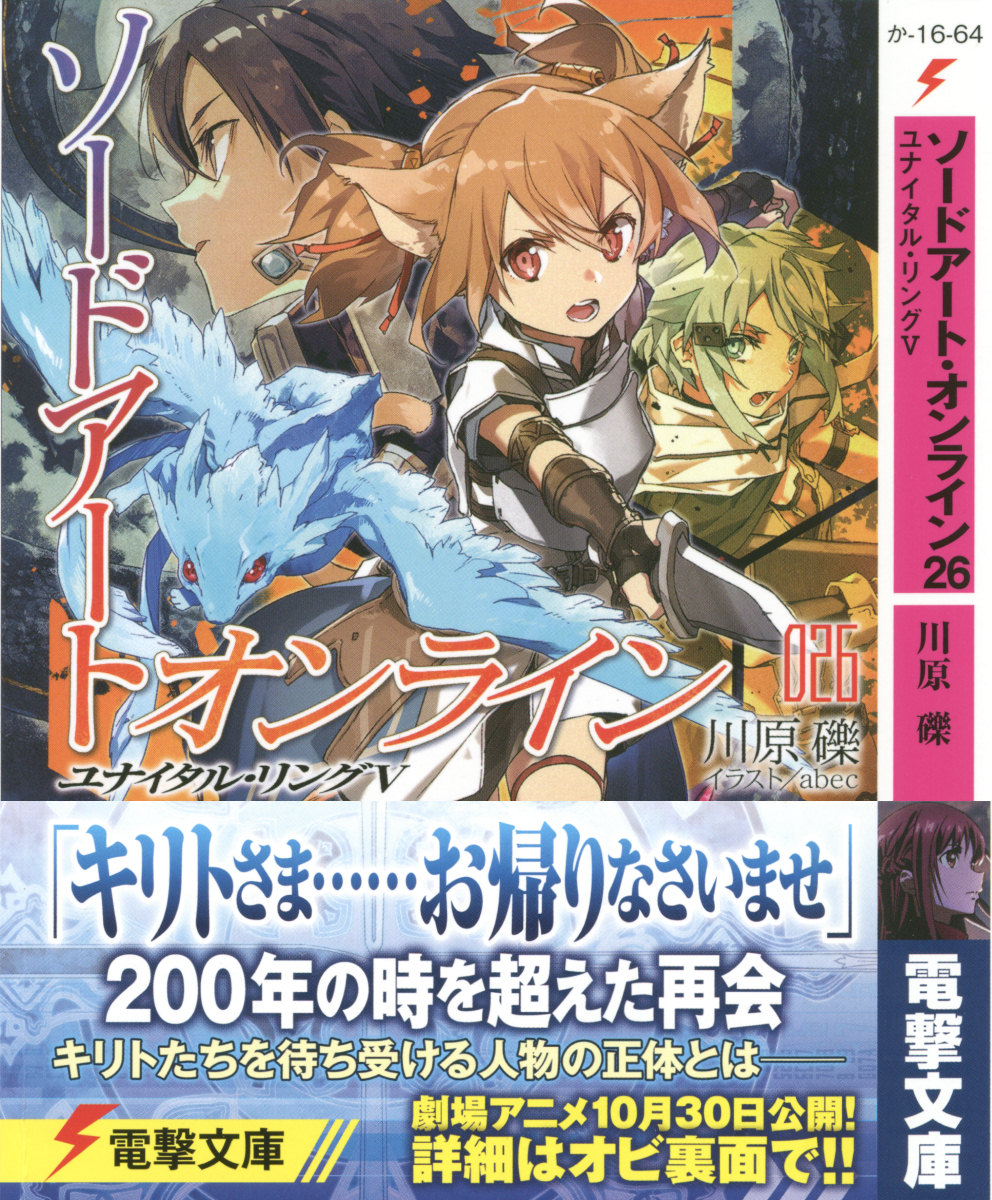 ソードアート
オンライン
026
川原 礫
イラスト/abec
ユナイタル・リングV
か-16-64
ソードアート・オンライン26
ユナイタル・リングV
川原 礫
「キリトさま……お帰りなさいませ」
200年の時を超えた再会
キリトたちを待ち受ける人物の正体とは──
劇場アニメ10月30日公開!
詳細はオビ裏面で!!
電撃文庫
電撃文庫